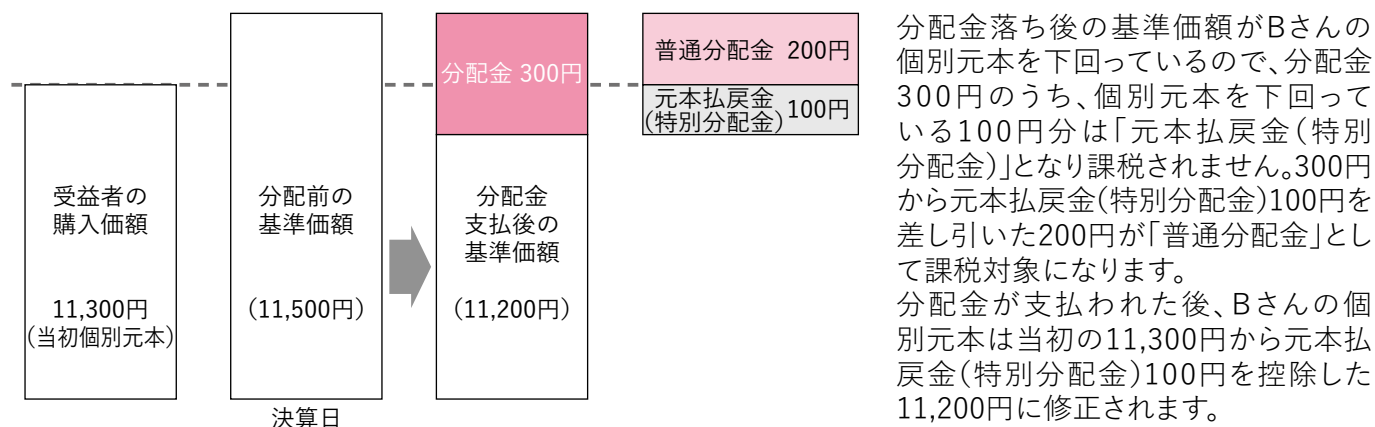 受益者の
購入価額
11,300円
(当初個別元本)
分配前の
基準価額
(11,500円)
決算日
分配金 300円
分配金
支払後の
基準価額
(11,200円)
普通分配金 200円
元本払戻金
(特別分配金) 100円
分配金落ち後の基準価額がBさんの
個別元本を下回っているので、分配金
300円のうち、個別元本を下回って
いる100円分は「元本払戻金(特別
分配金)」となり課税されません。300円
から元本払戻金(特別分配金)100円を
差し引いた200円が「普通分配金」とし
て課税対象になります。
分配金が支払われた後、Bさんの個
別元本は当初の11,300円から元本払
戻金(特別分配金)100円を控除した
11,200円に修正されます。